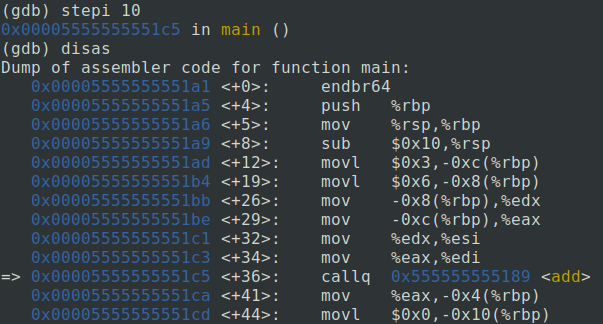 (gdb) stepi 10
0x00005555555551c5 in main ()
(gdb) disas
Dump of assembler code for function main:
   0x00005555555551a1 <+0>:	endbr64
   0x00005555555551a5 <+4>:	push   %rbp
   0x00005555555551a6 <+5>:	mov    %rsp,%rbp
   0x00005555555551a9 <+8>:	sub    $0x10,%rsp
   0x00005555555551ad <+12>:	movl   $0x3,-0xc(%rbp)
   0x00005555555551b4 <+19>:	movl   $0x6,-0x8(%rbp)
   0x00005555555551bb <+26>:	mov    -0x8(%rbp),%edx
   0x00005555555551be <+29>:	mov    -0xc(%rbp),%eax
   0x00005555555551c1 <+32>:	mov    %edx,%esi
   0x00005555555551c3 <+34>:	mov    %eax,%edi
=> 0x00005555555551c5 <+36>:	callq  0x555555555189 <add>
   0x00005555555551ca <+41>:	mov    %eax,-0x4(%rbp)
   0x00005555555551cd <+44>:	movl   $0x0,-0x10(%rbp)